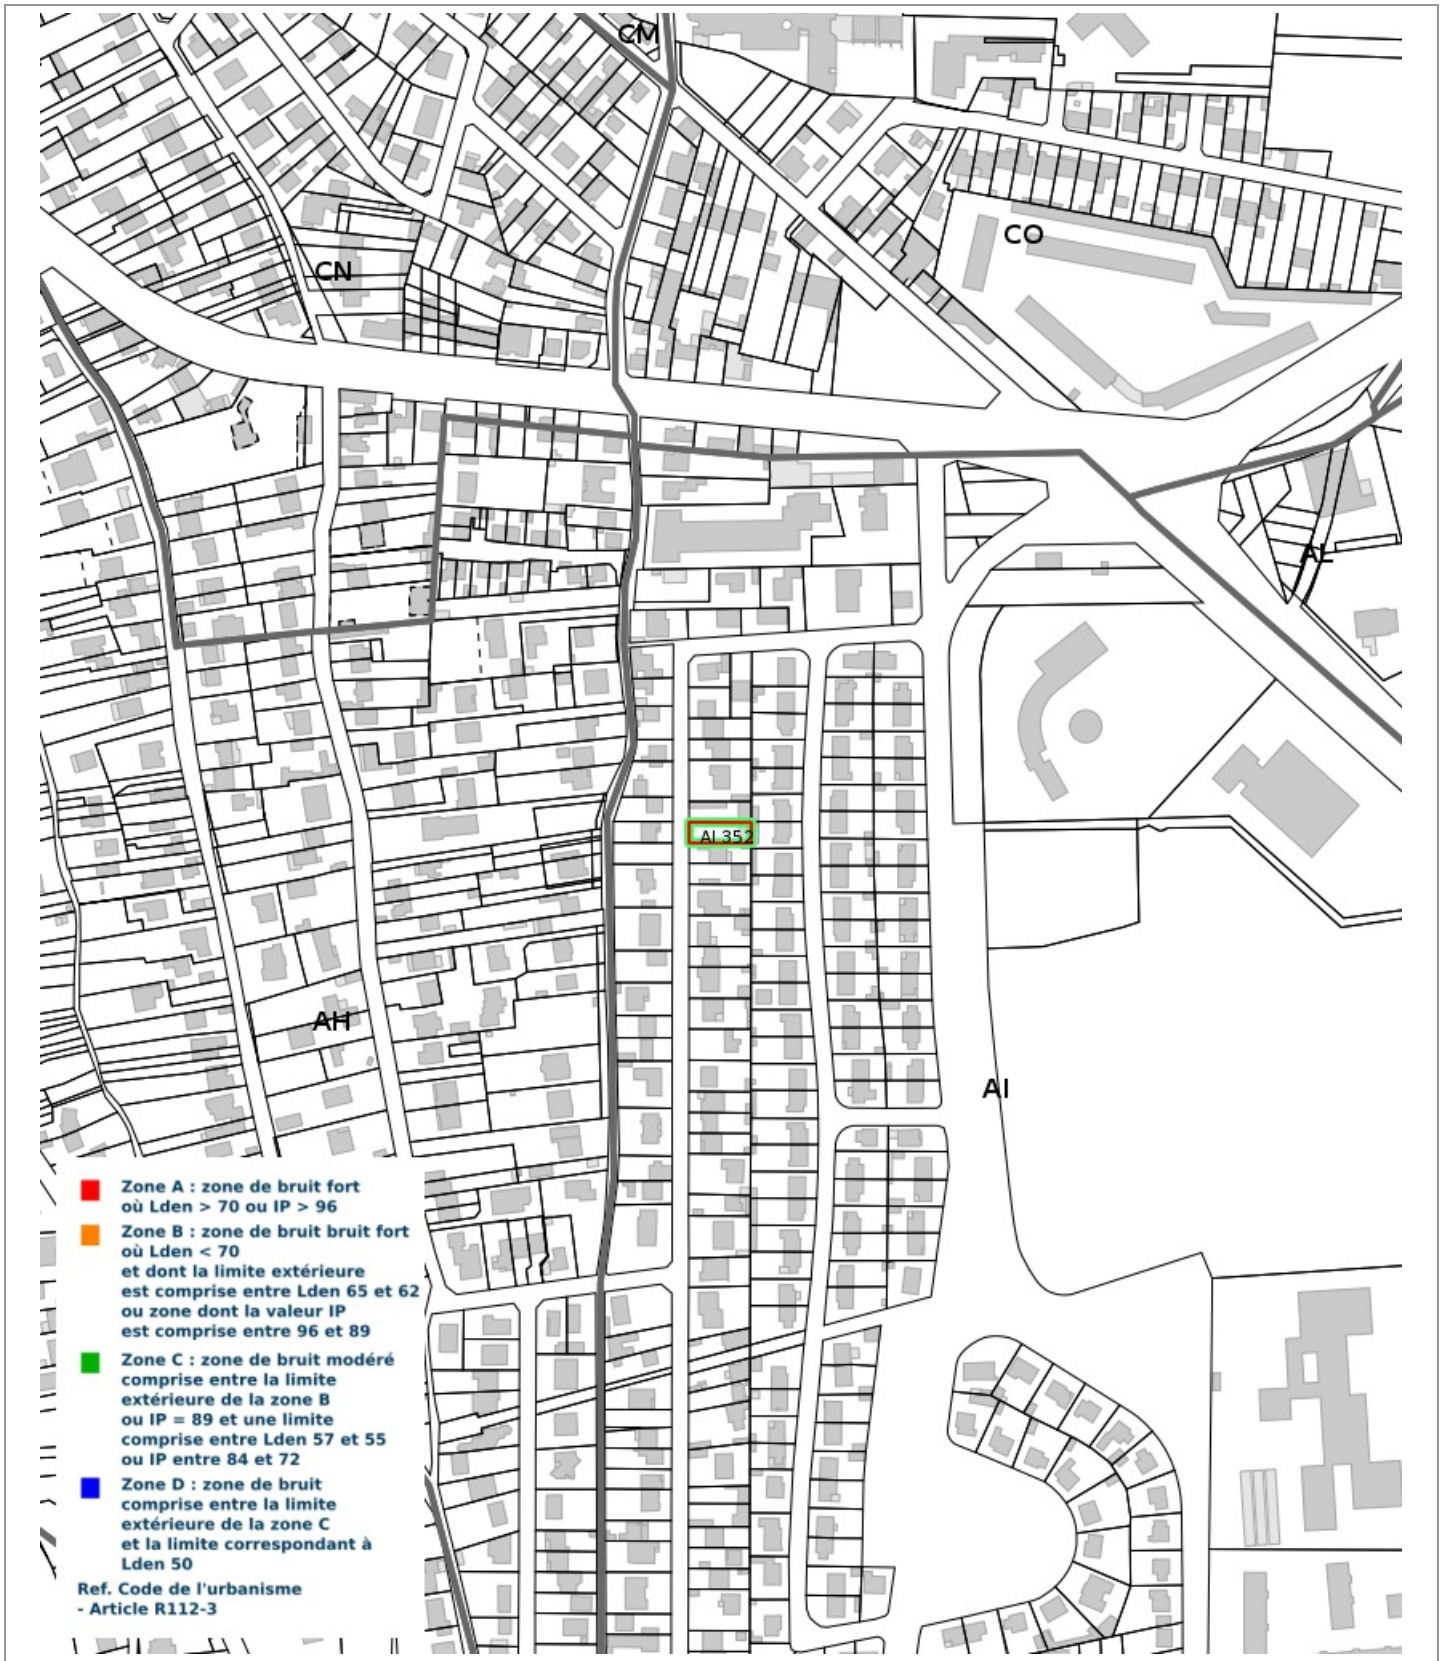 CM
CO
CN
AL
AI 352
AH
AI
Zone A : zone de bruit fort
où Lden > 70 ou IP > 96
Zone B : zone de bruit bruit fort
où Lden < 70
et dont la limite extérieure
est comprise entre Lden 65 et 62
ou zone dont la valeur IP
est comprise entre 96 et 89
Zone C : zone de bruit modéré
comprise entre la limite
extérieure de la zone B
ou IP = 89 et une limite
comprise entre Lden 57 et 55
ou IP entre 84 et 72
Zone D : zone de bruit
comprise entre la limite
extérieure de la zone C
et la limite correspondant à
Lden 50
Ref. Code de l'urbanisme
- Article R112-3